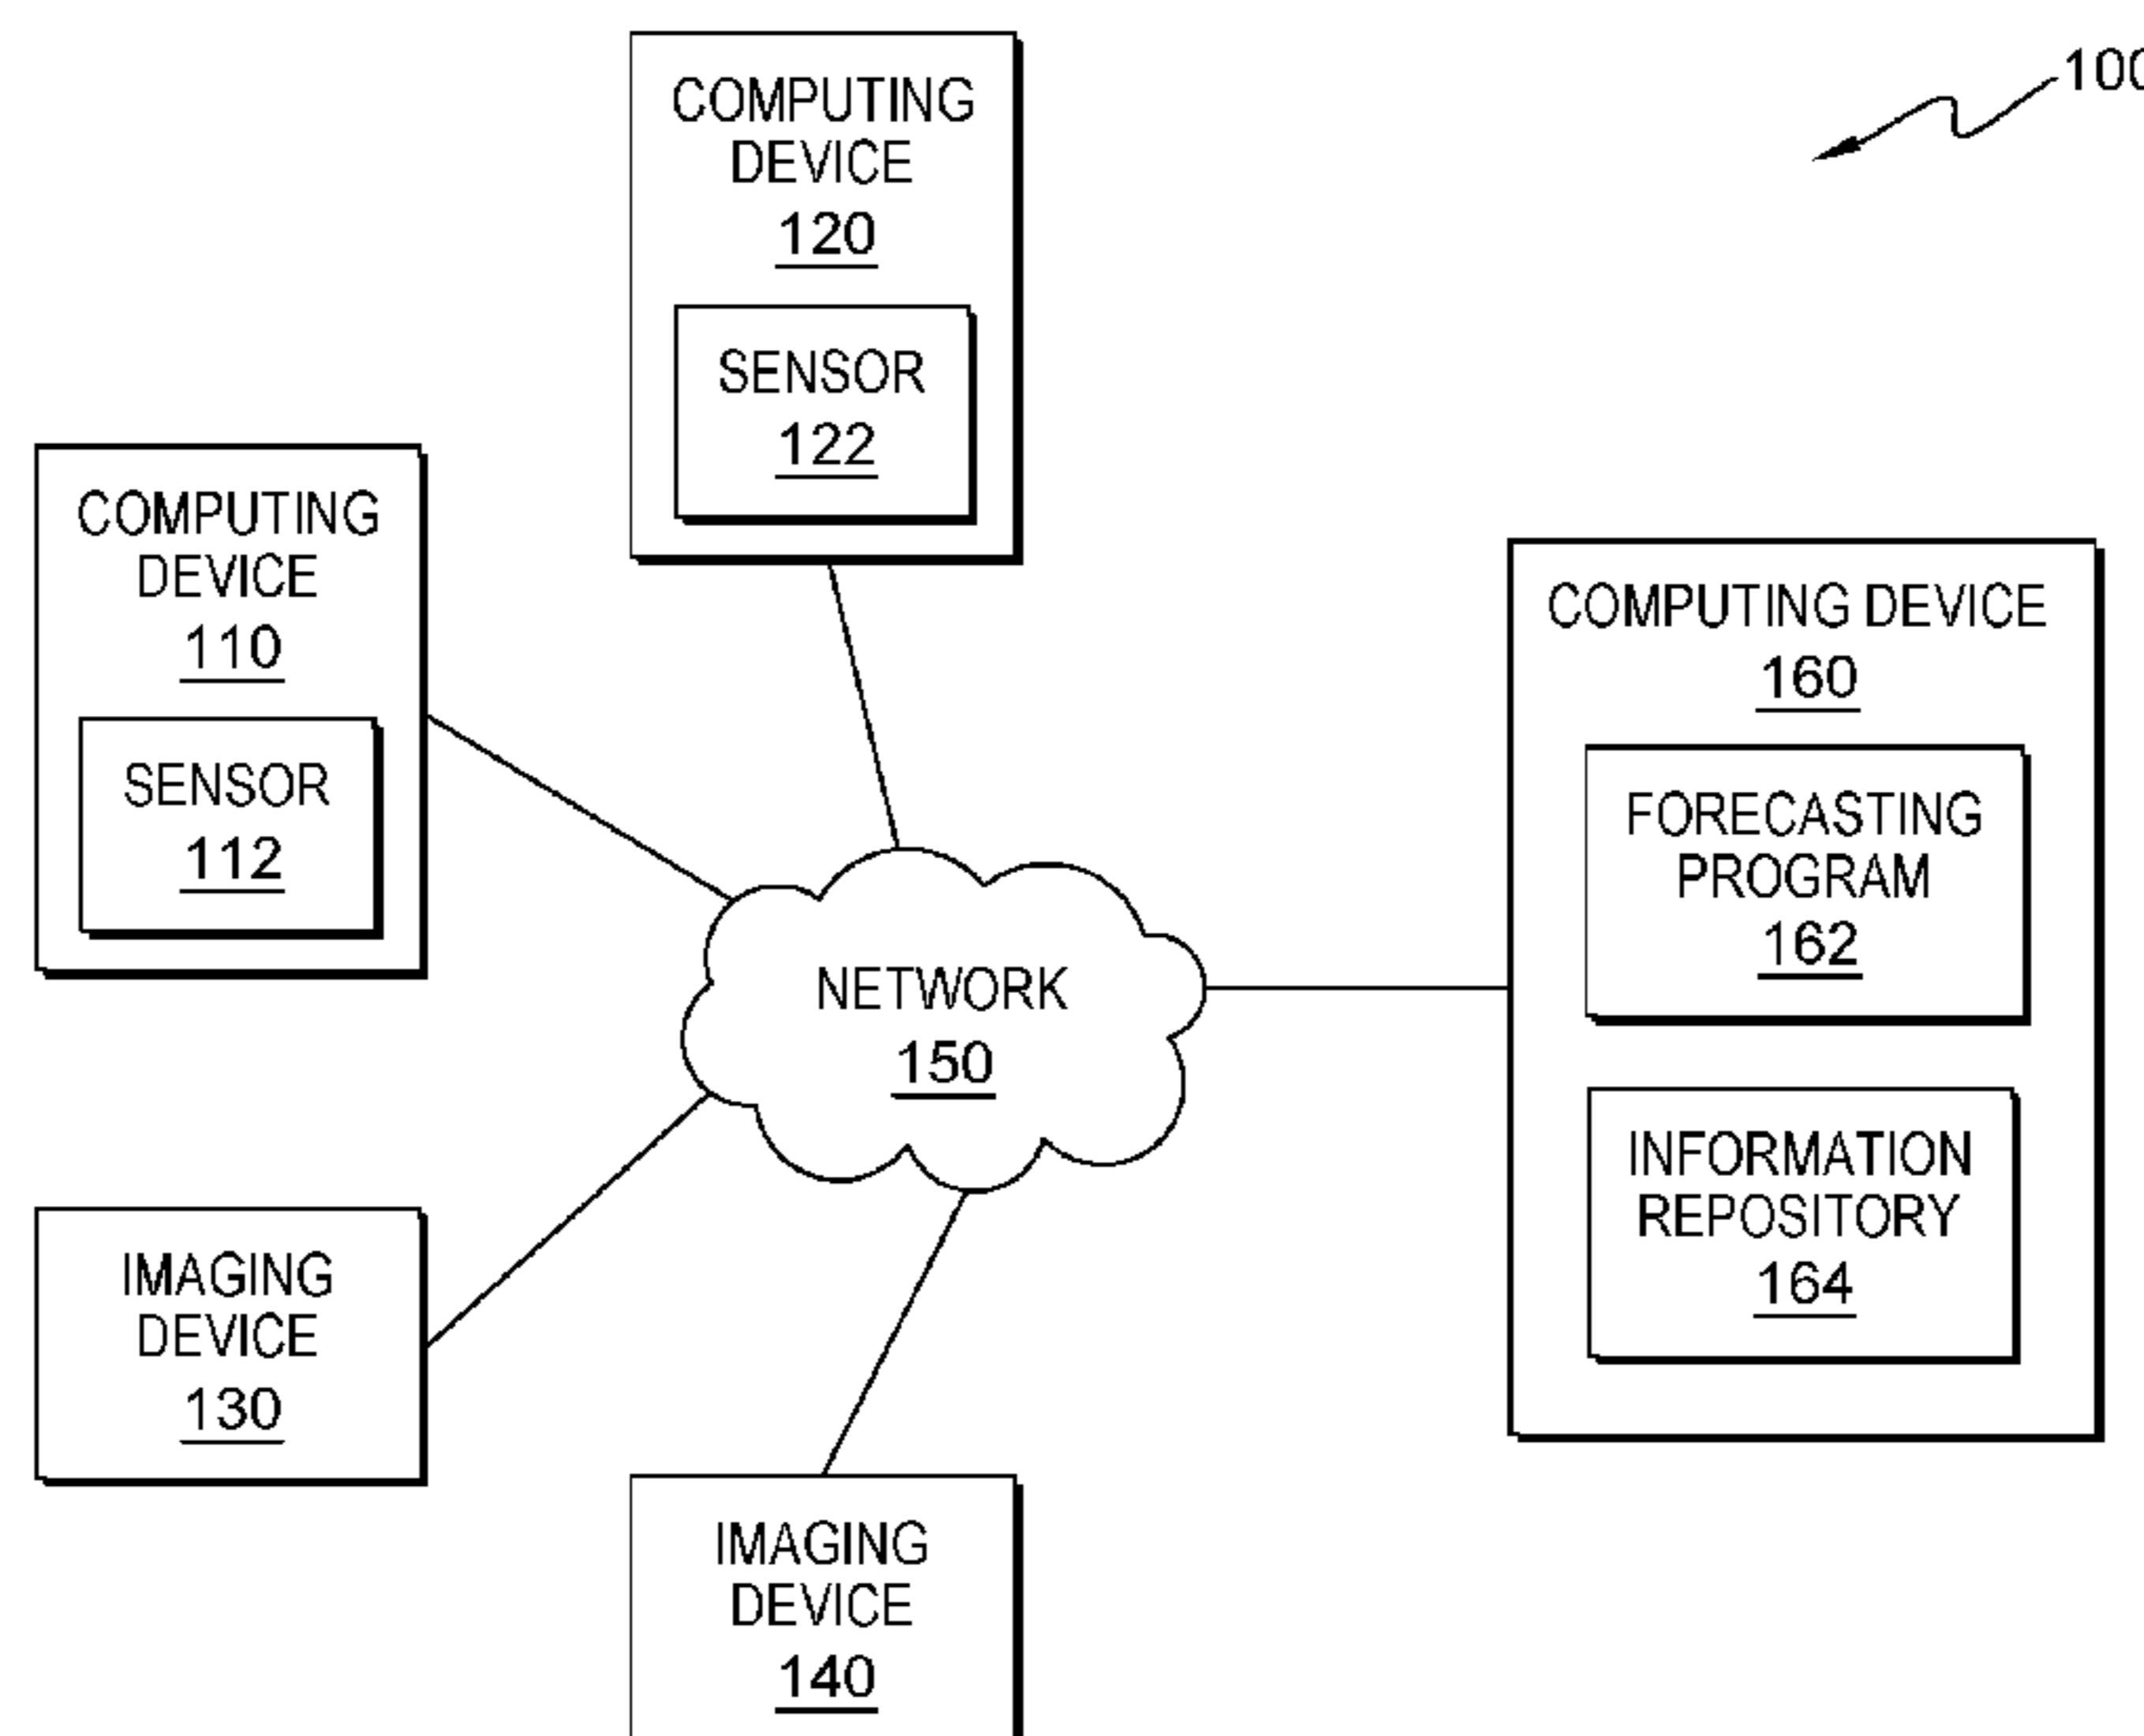 100
COMPUTING
DEVICE
120
SENSOR
122
COMPUTING
DEVICE
110
SENSOR
112
COMPUTING DEVICE
160
FORECASTING
PROGRAM
162
INFORMATION
REPOSITORY
164
NETWORK
150
IMAGING
DEVICE
130
IMAGING
DEVICE
140